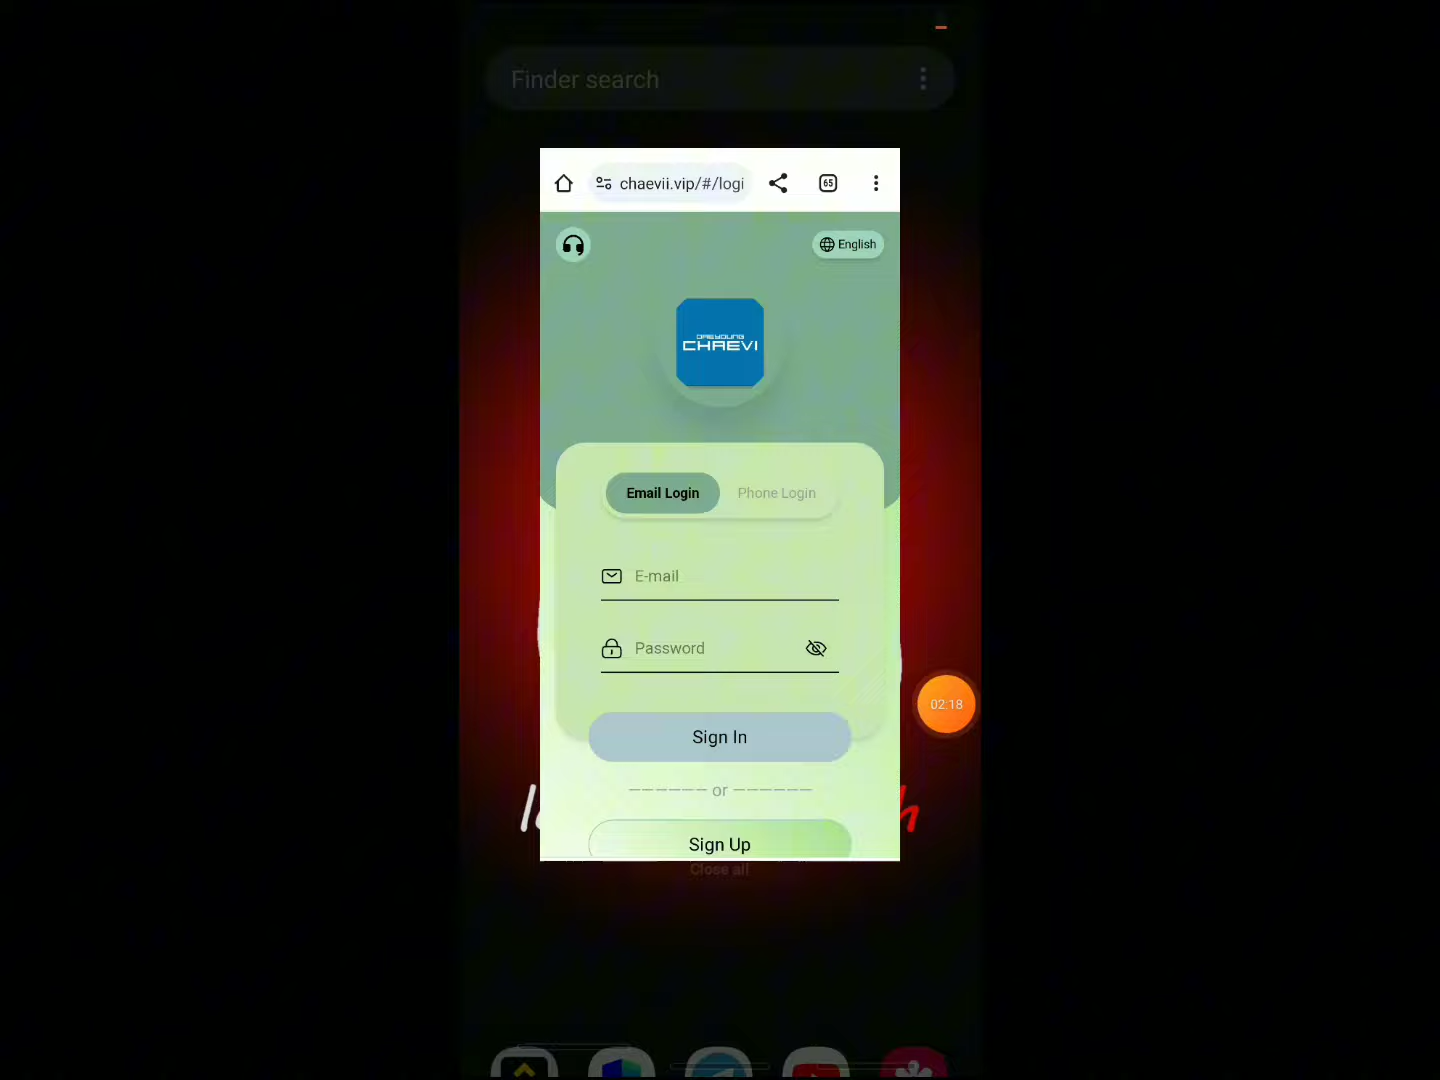 Finder search
chaevii.vip/#/logi
65
English
DAEYOUNG
CHAEVI
Email Login
Phone Login
E-mail
Password
02:18
Sign In
or
Sign Up
Close all